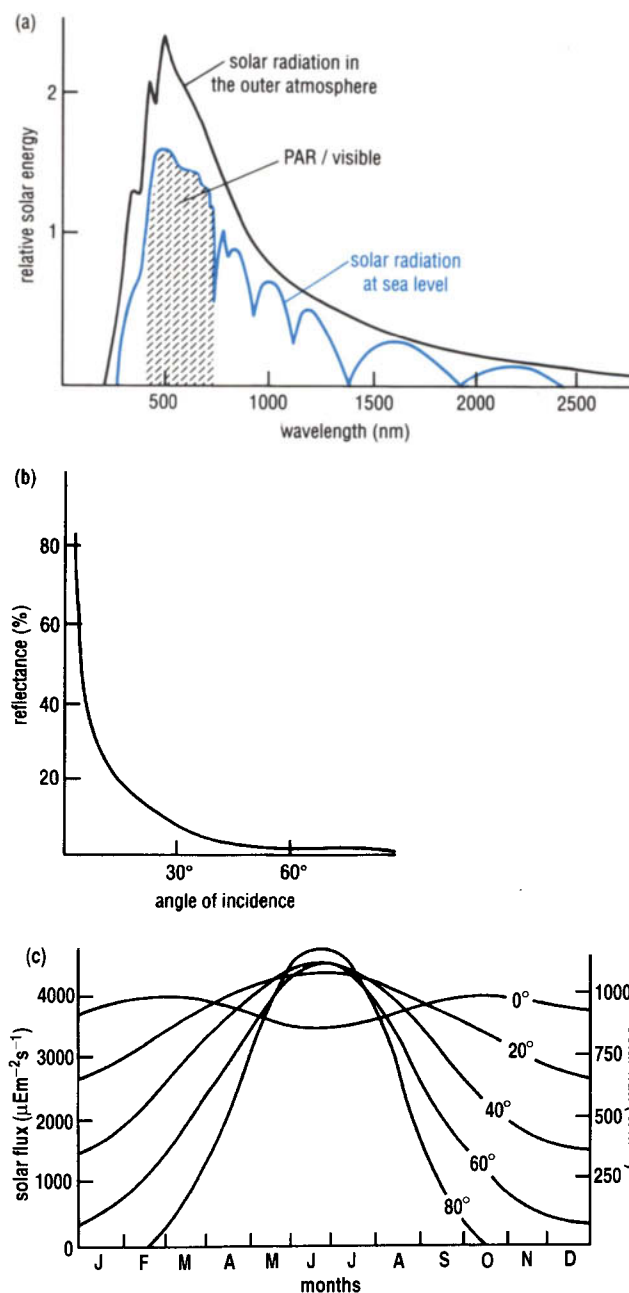 (a)
solar radiation in
the outer atmosphere
2
PAR / visible
relative solar energy
1
solar radiation
at sea level
500 1000 1500 2000 2500
wavelength (nm)
(b)
80
60
reflectance (%)
40
20
30° 60°
angle of incidence
(c)
4000
3000
2000
1000
0
solar flux (μEm⁻²s⁻¹)
1000
750
500
250
0°
20°
40°
60°
80°
J F M A M J J A S O N D
months